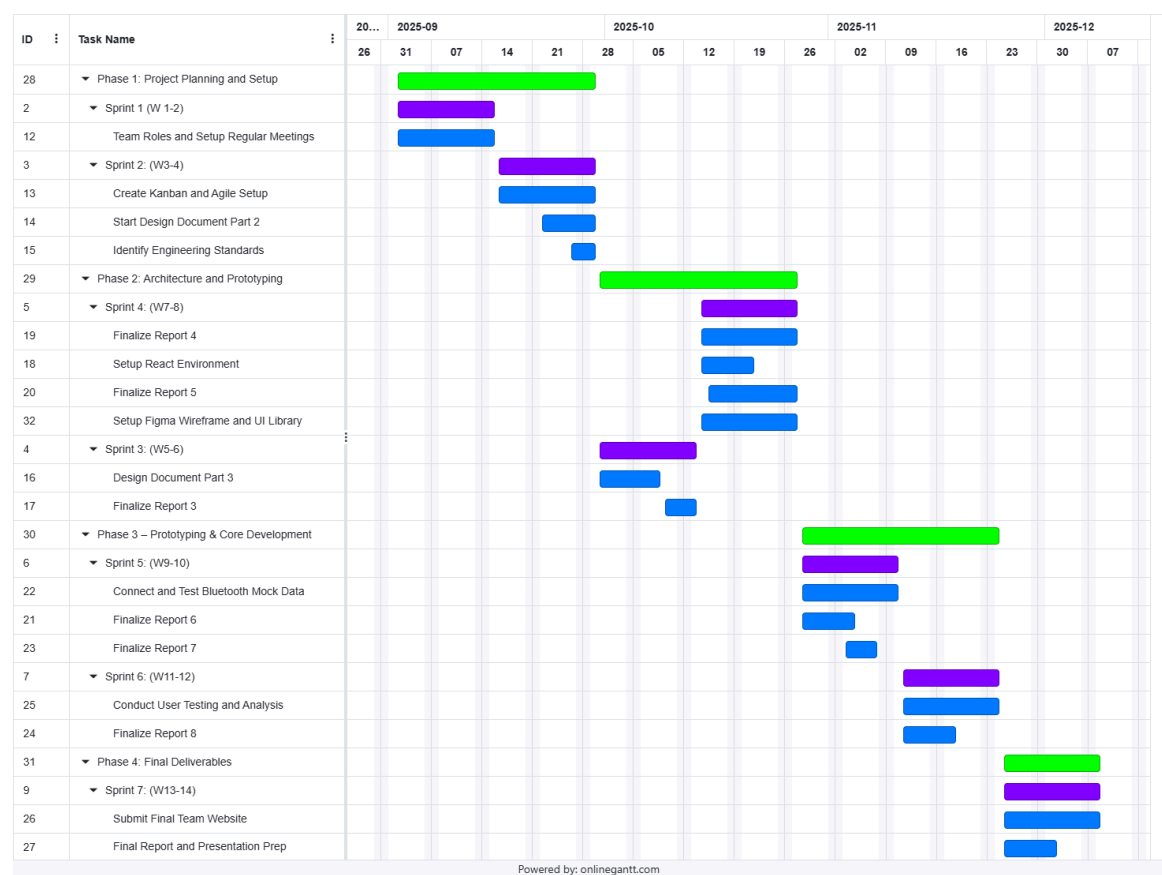 20... 2025-09 2025-10 2025-11 2025-12
ID Task Name
26 31 07 14 21 28 05 12 19 26 02 09 16 23 30 07
28 Phase 1: Project Planning and Setup
2 Sprint 1 (W 1-2)
12 Team Roles and Setup Regular Meetings
3 Sprint 2: (W3-4)
13 Create Kanban and Agile Setup
14 Start Design Document Part 2
15 Identify Engineering Standards
29 Phase 2: Architecture and Prototyping
5 Sprint 4: (W7-8)
19 Finalize Report 4
18 Setup React Environment
20 Finalize Report 5
32 Setup Figma Wireframe and UI Library
4 Sprint 3: (W5-6)
16 Design Document Part 3
17 Finalize Report 3
30 Phase 3 – Prototyping & Core Development
6 Sprint 5: (W9-10)
22 Connect and Test Bluetooth Mock Data
21 Finalize Report 6
23 Finalize Report 7
7 Sprint 6: (W11-12)
25 Conduct User Testing and Analysis
24 Finalize Report 8
31 Phase 4: Final Deliverables
9 Sprint 7: (W13-14)
26 Submit Final Team Website
27 Final Report and Presentation Prep
Powered by: onlinegantt.com